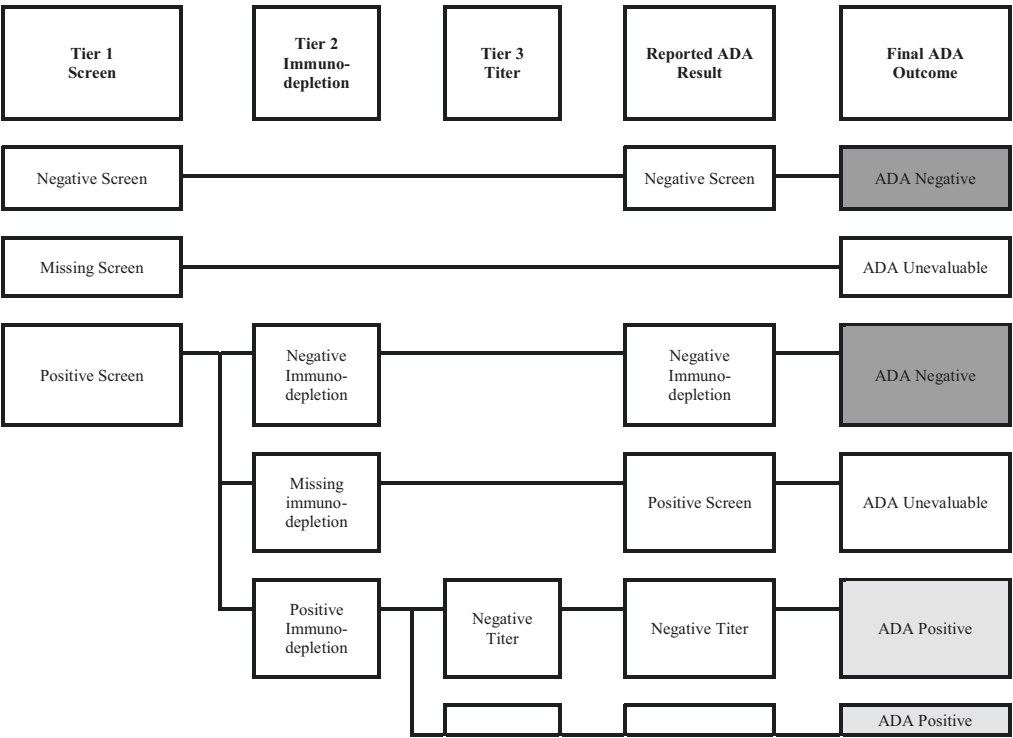 Tier 1
Screen
Tier 2
Immuno-
depletion
Tier 3
Titer
Reported ADA
Result
Final ADA
Outcome
Negative Screen
Negative Screen
ADA Negative
Missing Screen
ADA Unevaluable
Positive Screen
Negative
Immuno-
depletion
Negative
Immuno-
depletion
ADA Negative
Missing
immuno-
depletion
Positive Screen
ADA Unevaluable
Positive
Immuno-
depletion
Negative
Titer
Negative Titer
ADA Positive
ADA Positive